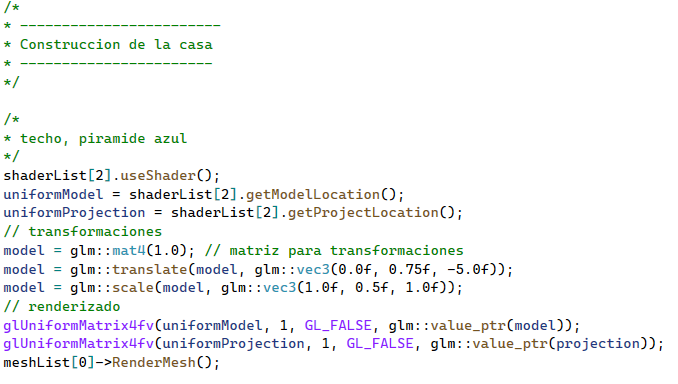 /*
* ------------------------
* Construccion de la casa
* -----------------------
*/
/*
* techo, piramide azul
*/
shaderList[2].useShader();
uniformModel = shaderList[2].getModelLocation();
uniformProjection = shaderList[2].getProjectLocation();
// transformaciones
model = glm::mat4(1.0); // matriz para transformaciones
model = glm::translate(model, glm::vec3(0.0f, 0.75f, -5.0f));
model = glm::scale(model, glm::vec3(1.0f, 0.5f, 1.0f));
// renderizado
glUniformMatrix4fv(uniformModel, 1, GL_FALSE, glm::value_ptr(model));
glUniformMatrix4fv(uniformProjection, 1, GL_FALSE, glm::value_ptr(projection));
meshList[0]->RenderMesh();